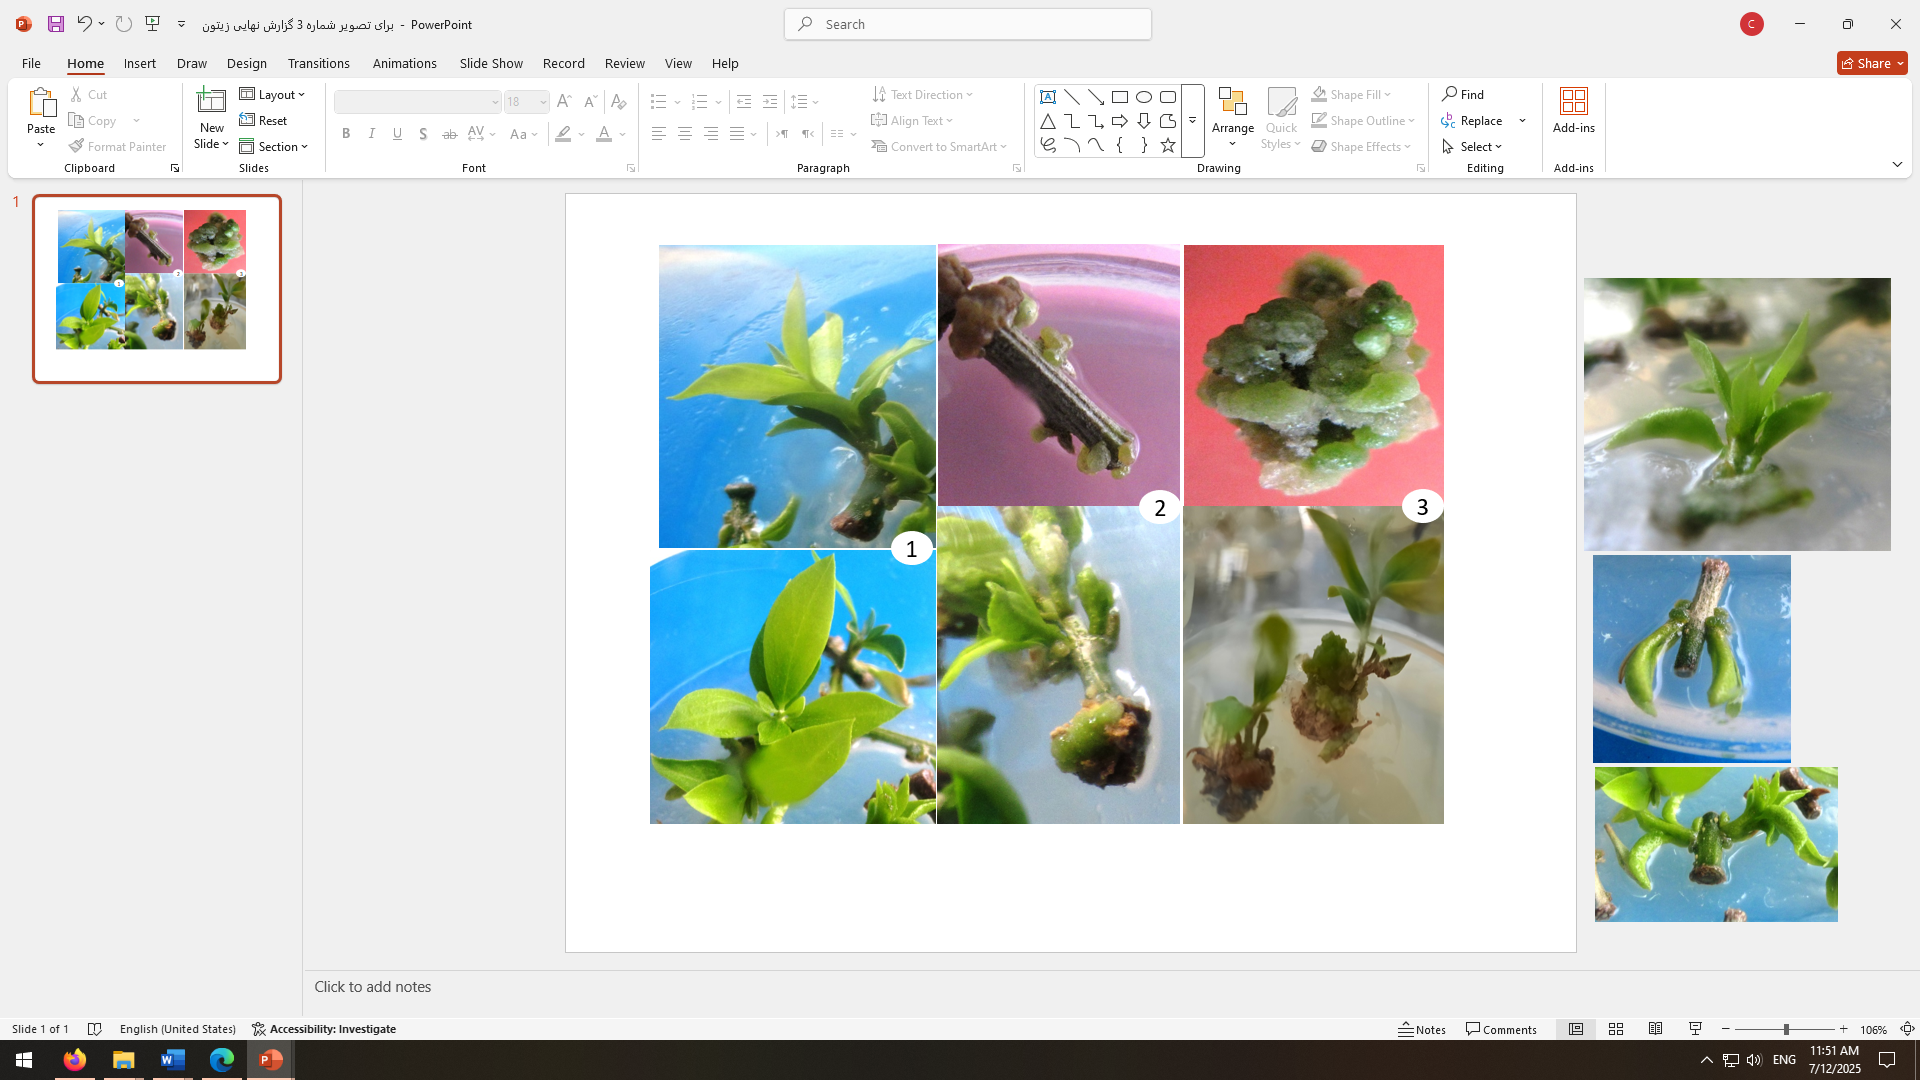 برای تصویر شماره 3 گزارش نهایی زیتون - PowerPoint
Search
C
File Home Insert Draw Design Transitions Animations Slide Show Record Review View Help
Share
Paste
Cut
Copy
Format Painter
Clipboard
New Slide
Layout
Reset
Section
Slides
18
Font
Text Direction
Align Text
Convert to SmartArt
Paragraph
Arrange
Quick Styles
Shape Fill
Shape Outline
Shape Effects
Drawing
Find
Replace
Select
Editing
Add-ins
Add-ins
1
2
3
1
Click to add notes
Slide 1 of 1
English (United States)
Accessibility: Investigate
Notes
Comments
106%
ENG
11:51 AM
7/12/2025